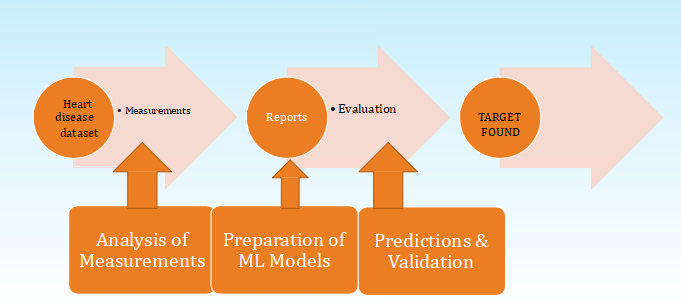 Heart
disease
dataset
• Measurements
Reports
• Evaluation
TARGET
FOUND
Analysis of
Measurements
Preparation of
ML Models
Predictions &
Validation